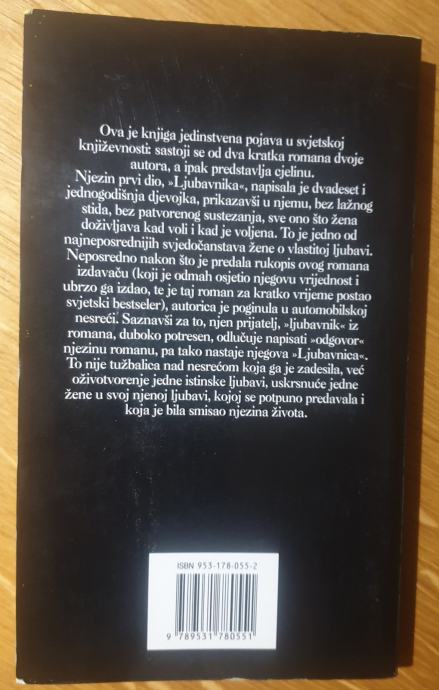 Ova je knjiga jedinstvena pojava u svjetskoj
književnosti: sastoji se od dva kratka romana dvoje
autora, a ipak predstavlja cjelinu.
Njezin prvi dio, »Ljubavnika«, napisala je dvadeset i
jednogodišnja djevojka, prikazavši u njemu, bez lažnog
stida, bez patvorenog sustezanja, sve ono što žena
doživljava kad voli i kad je voljena. To je jedno od
najneposrednijih svjedočanstava žene o vlastitoj ljubavi.
Neposredno nakon što je predala rukopis ovog romana
izdavaču (koji je odmah osjetio njegovu vrijednost i
ubrzo ga izdao, te je taj roman za kratko vrijeme postao
svjetski bestseler), autorica je poginula u automobilskoj
nesreći. Saznavši za to, njen prijatelj, »ljubavnik« iz
romana, duboko potresen, odlučuje napisati »odgovor«
njezinu romanu, pa tako nastaje njegova »Ljubavnica«.
To nije tužbalica nad nesrećom koja ga je zadesila, već
oživotvorenje jedne istinske ljubavi, uskrsnuće jedne
žene u svoj njenoj ljubavi, kojoj se potpuno predavala i
koja je bila smisao njezina života.
ISBN 953-178-055-2
9 789531 780551